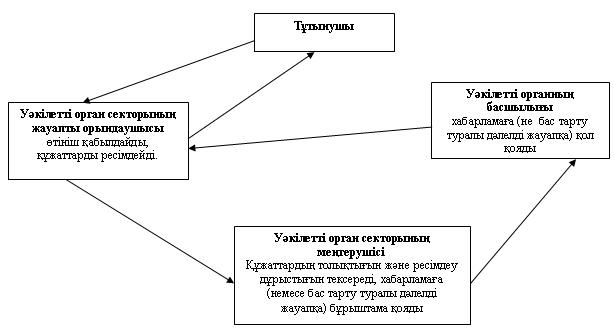 Тұтынушы
Уәкілетті орган секторының
жауапты орындаушысы
өтініш қабылдайды,
құжаттарды ресімдейді.
Уәкілетті органның
басшылығы
хабарламаға (не бас тарту
туралы дәлелді жауапқа) қол
қояды
Уәкілетті орган секторының
меңгерушісі
Құжаттардың толықтығын және ресімдеу
дұрыстығын тексереді, хабарламаға
(немесе бас тарту туралы дәлелді
жауапқа) бұрыштама қояды